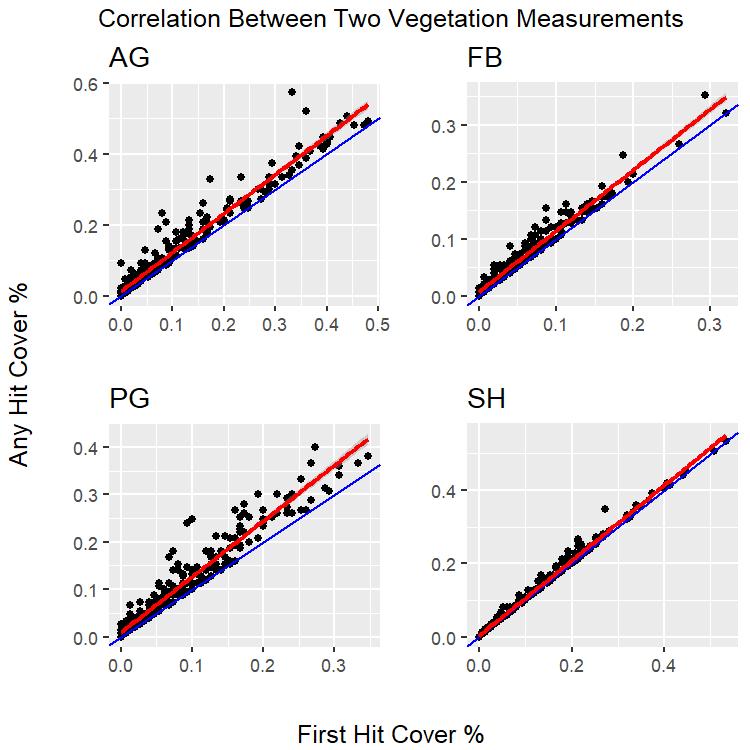 Correlation Between Two Vegetation Measurements
AG
0.6
0.4
0.2
0.0
0.0 0.1 0.2 0.3 0.4 0.5
FB
0.3
0.2
0.1
0.0
0.0 0.1 0.2 0.3
PG
0.4
0.3
0.2
0.1
0.0
0.0 0.1 0.2 0.3
SH
0.4
0.2
0.0
0.0 0.2 0.4
Any Hit Cover %
First Hit Cover %